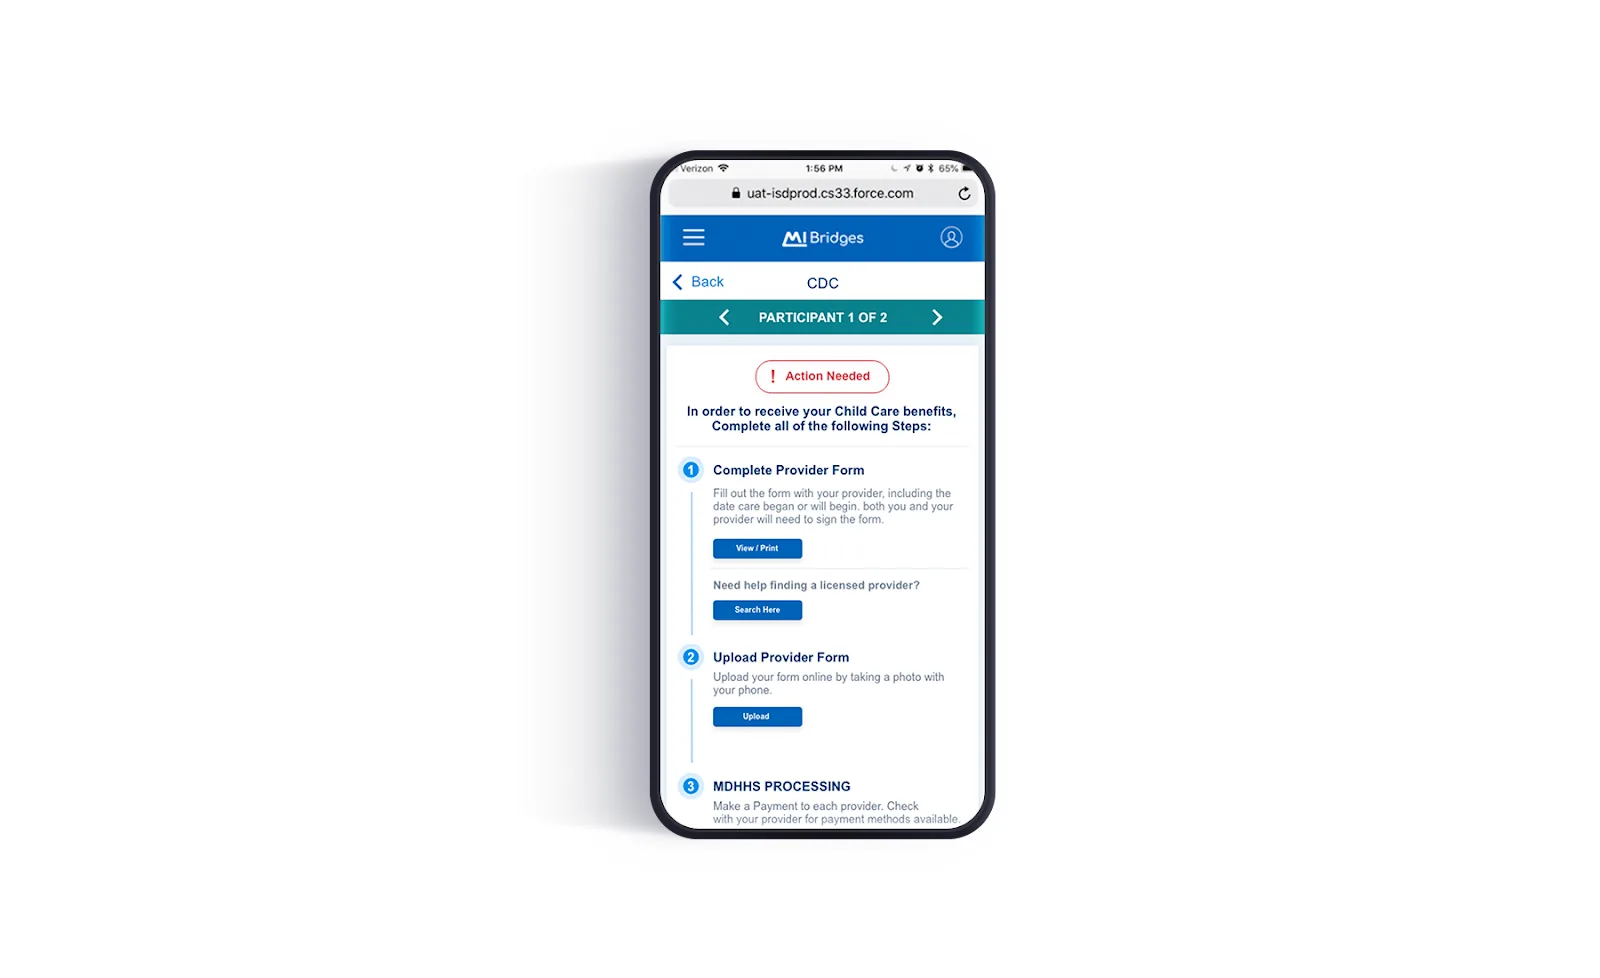 Verizon 1:56 PM 65%
uat-isdprod.cs33.force.com
MI Bridges
Back CDC
PARTICIPANT 1 OF 2
! Action Needed
In order to receive your Child Care benefits,
Complete all of the following Steps:
1 Complete Provider Form
Fill out the form with your provider, including the
date care began or will begin. both you and your
provider will need to sign the form.
View / Print
Need help finding a licensed provider?
Search Here
2 Upload Provider Form
Upload your form online by taking a photo with
your phone.
Upload
3 MDHHS PROCESSING
Make a Payment to each provider. Check
with your provider for payment methods available.